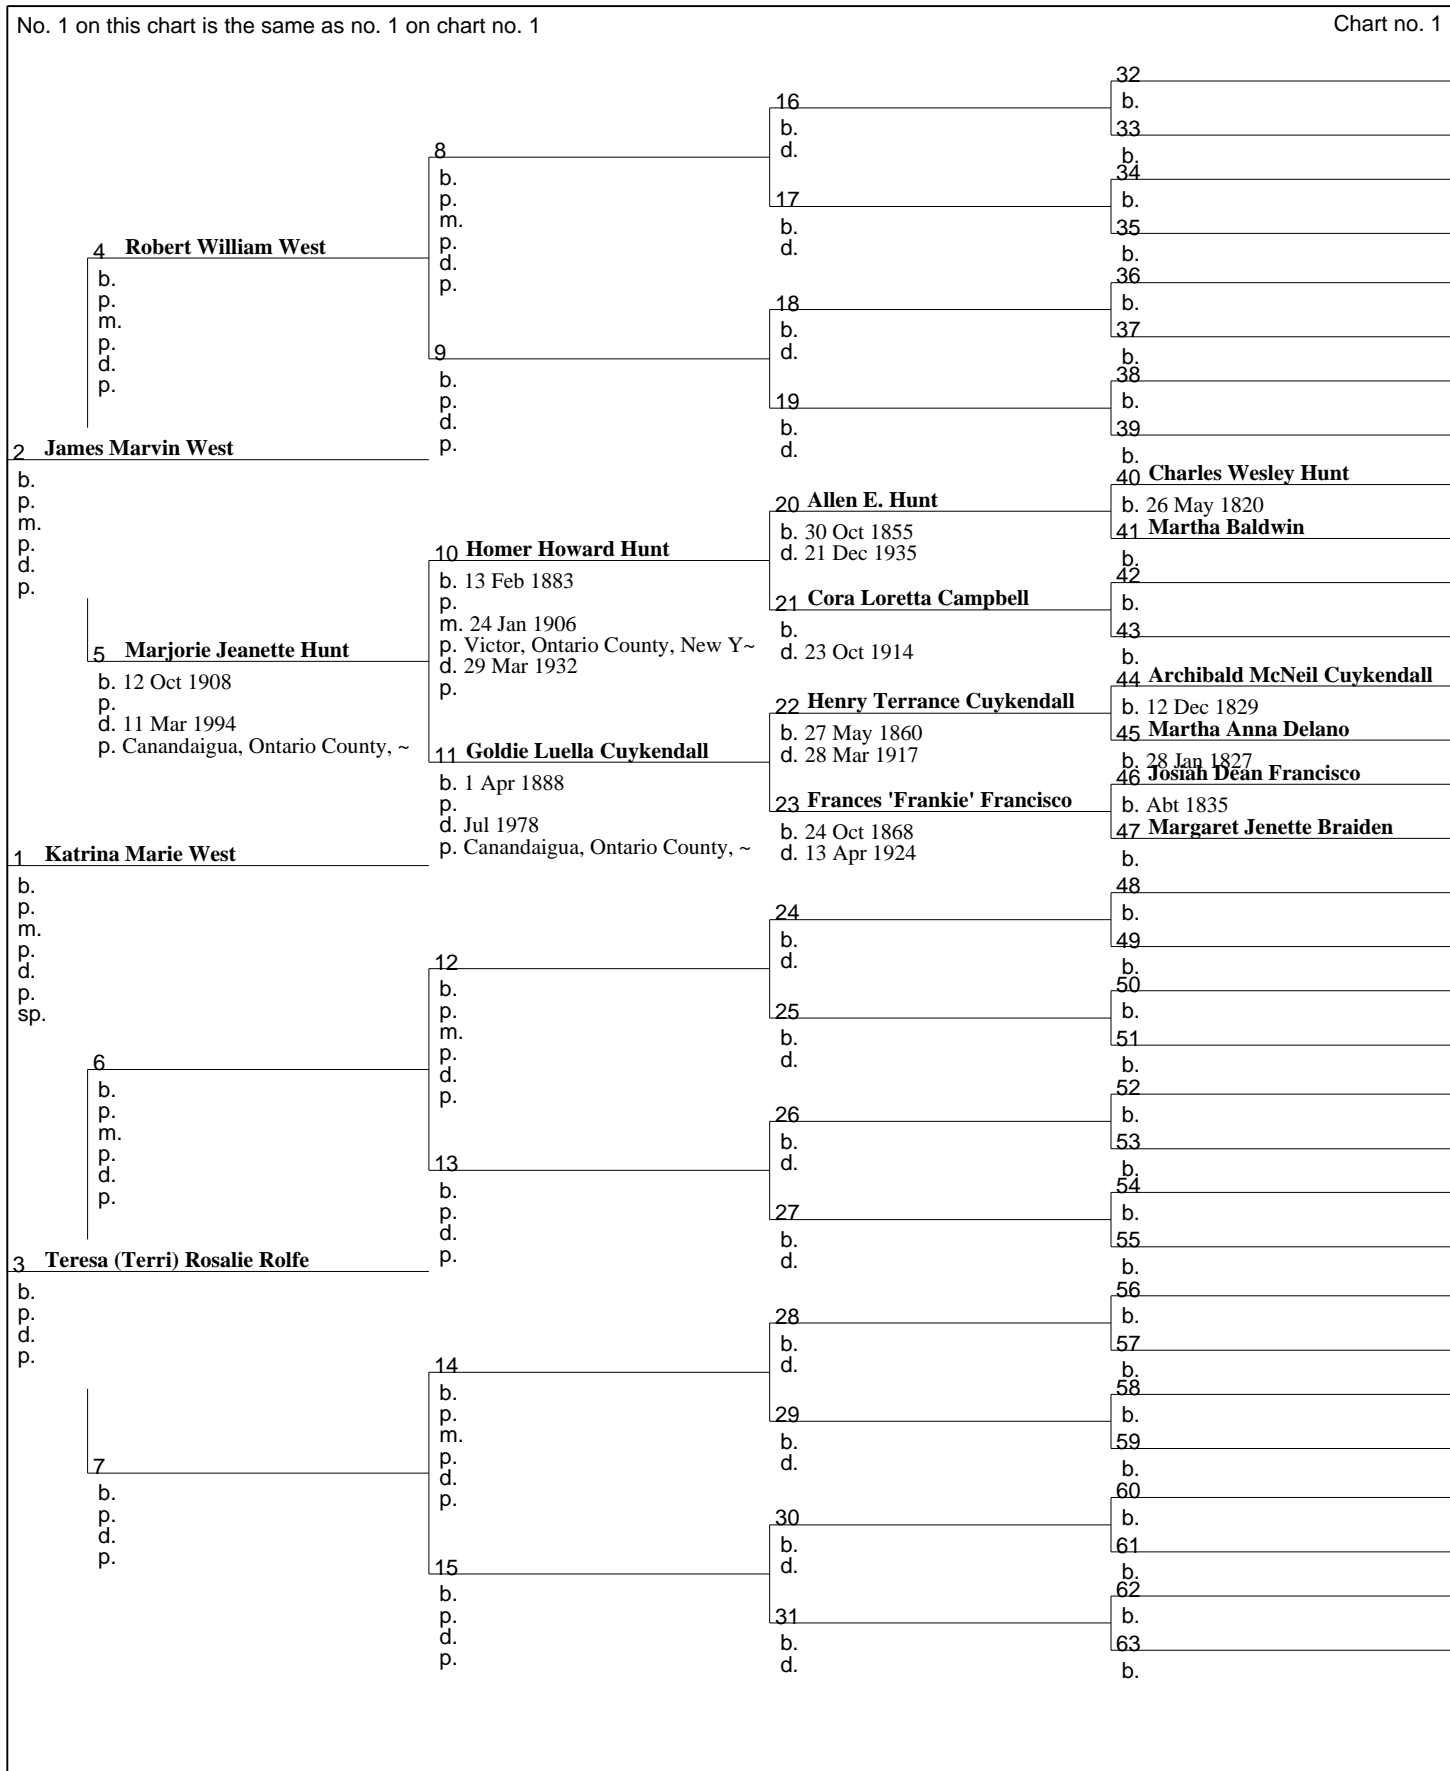 No. 1 on this chart is the same as no. 1 on chart no. 1
Chart no. 1
1 Katrina Marie West
b.
p.
m.
p.
d.
p.
sp.
2 James Marvin West
b.
p.
m.
p.
d.
p.
3 Teresa (Terri) Rosalie Rolfe
b.
p.
d.
p.
4 Robert William West
b.
p.
m.
p.
d.
p.
5 Marjorie Jeanette Hunt
b. 12 Oct 1908
p.
d. 11 Mar 1994
p. Canandaigua, Ontario County, ~
6
b.
p.
m.
p.
d.
p.
7
b.
p.
d.
p.
8
b.
p.
m.
p.
d.
p.
9
b.
p.
d.
p.
10 Homer Howard Hunt
b. 13 Feb 1883
p.
m. 24 Jan 1906
p. Victor, Ontario County, New Y~
d. 29 Mar 1932
p.
11 Goldie Luella Cuykendall
b. 1 Apr 1888
p.
d. Jul 1978
p. Canandaigua, Ontario County, ~
12
b.
p.
m.
p.
d.
p.
13
b.
p.
d.
p.
14
b.
p.
m.
p.
d.
p.
15
b.
p.
d.
p.
16
b.
d.
17
b.
d.
18
b.
d.
19
b.
d.
20 Allen E. Hunt
b. 30 Oct 1855
d. 21 Dec 1935
21 Cora Loretta Campbell
b.
d. 23 Oct 1914
22 Henry Terrance Cuykendall
b. 27 May 1860
d. 28 Mar 1917
23 Frances 'Frankie' Francisco
b. 24 Oct 1868
d. 13 Apr 1924
24
b.
d.
25
b.
d.
26
b.
d.
27
b.
d.
28
b.
d.
29
b.
d.
30
b.
d.
31
b.
d.
32
b.
33
b.
34
b.
35
b.
36
b.
37
b.
38
b.
39
b.
40 Charles Wesley Hunt
b. 26 May 1820
41 Martha Baldwin
b.
42
b.
43
b.
44 Archibald McNeil Cuykendall
b. 12 Dec 1829
45 Martha Anna Delano
b. 28 Jan 1827
46 Josiah Dean Francisco
b. Abt 1835
47 Margaret Jenette Braiden
b.
48
b.
49
b.
50
b.
51
b.
52
b.
53
b.
54
b.
55
b.
56
b.
57
b.
58
b.
59
b.
60
b.
61
b.
62
b.
63
b.